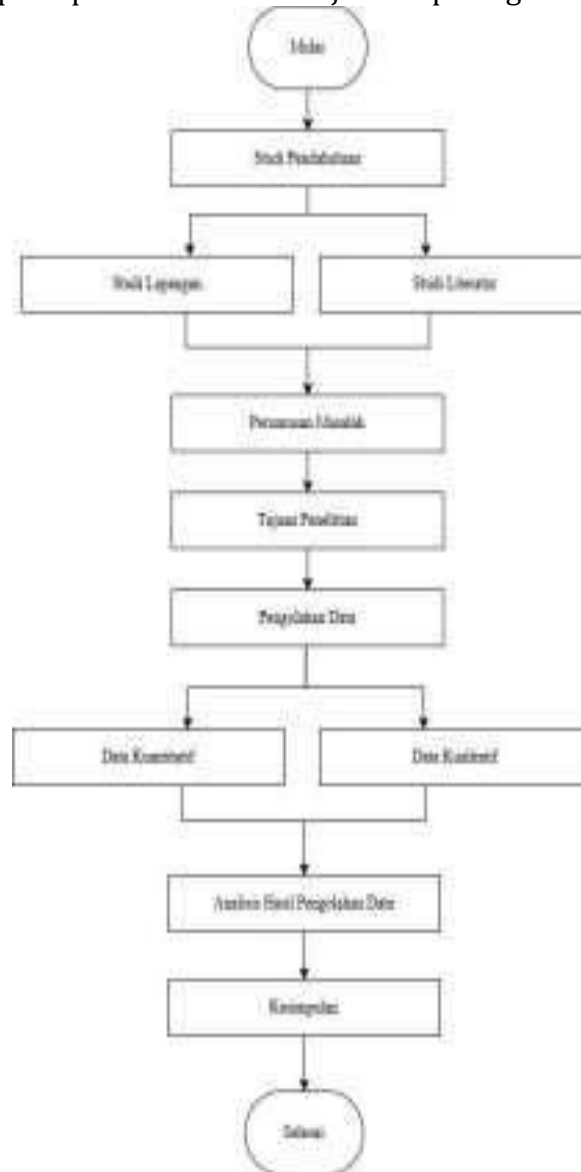 Mulai
Studi Pendahuluan
Studi Lapangan
Studi Literatur
Perumusan Masalah
Tujuan Penelitian
Pengolahan Data
Data Kuantitatif
Data Kualitatif
Analisis Hasil Pengolahan Data
Kesimpulan
Selesai